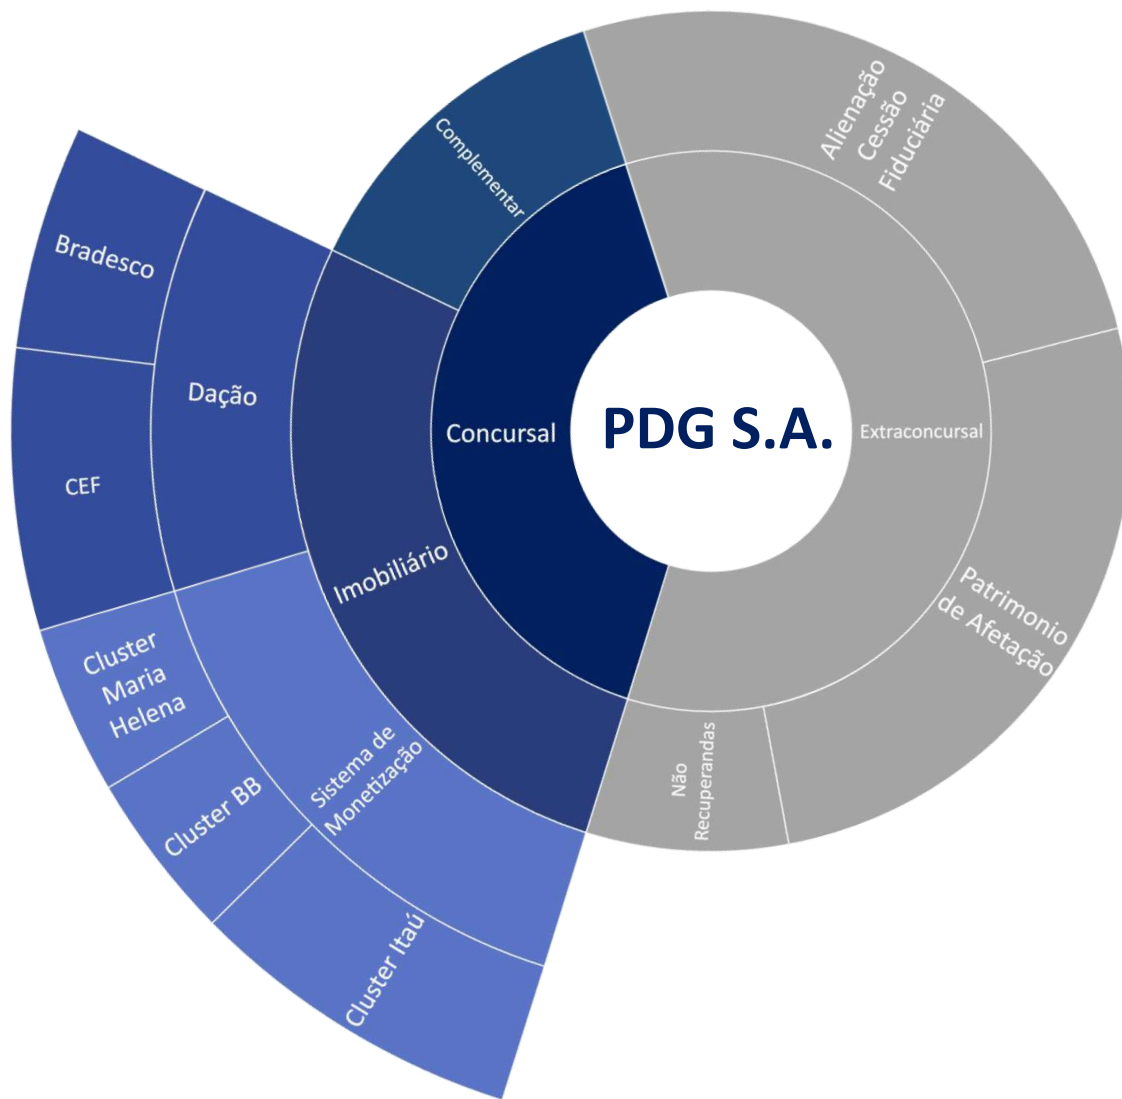 Alienação
Cessão
Fiduciária
Complementar
Bradesco
Dação
CEF
Concursal
PDG S.A.
Extraconcursal
Imobiliário
Patrimonio
de Afetação
Cluster
Maria
Helena
Sistema de
Monetização
Não
Recuperandas
Cluster BB
Cluster Itaú